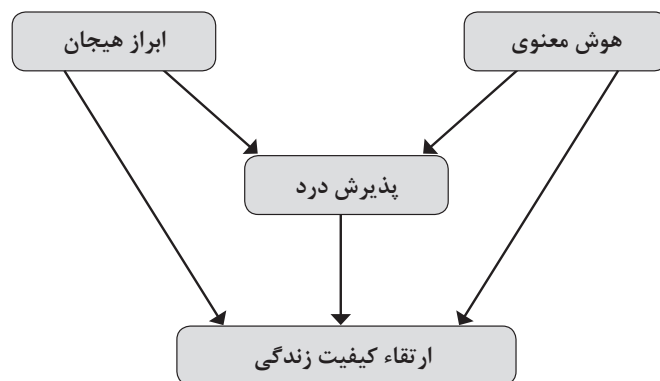 هوش معنوی
ابراز هیجان
پذیرش درد
ارتقاء کیفیت زندگی